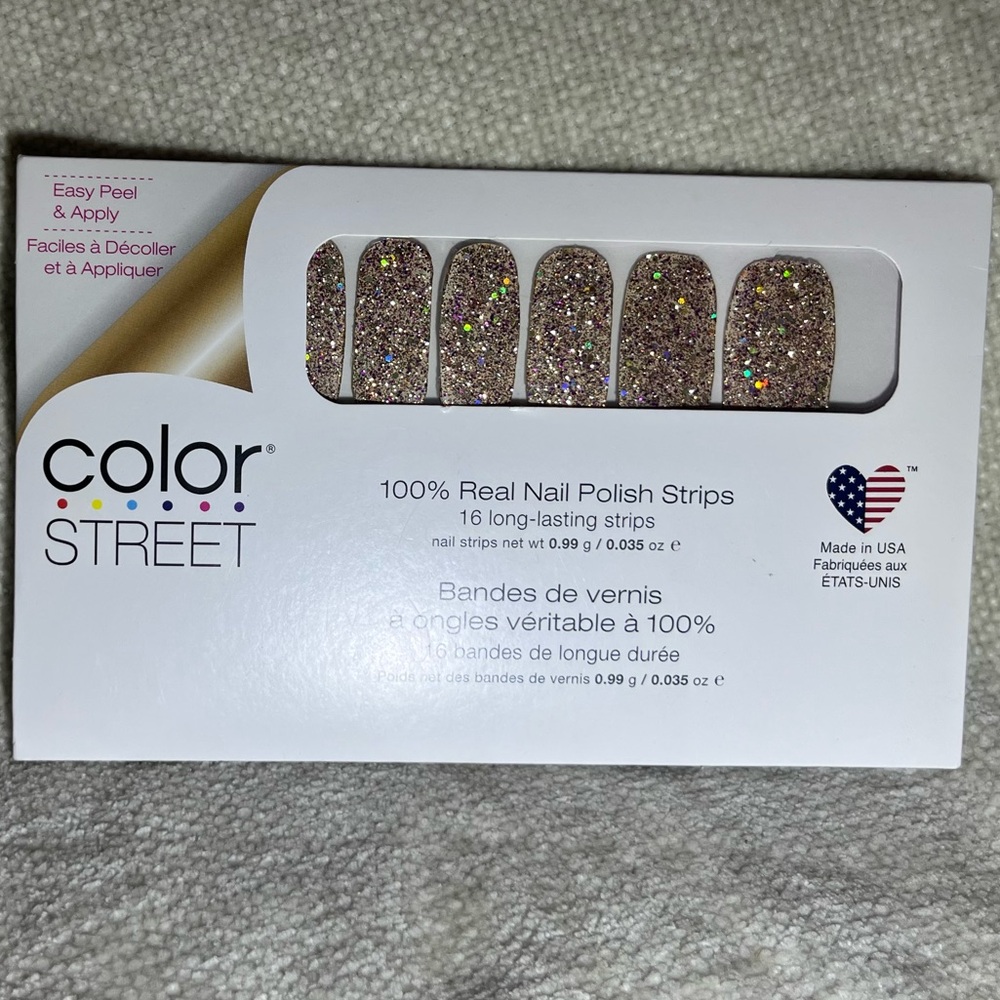 Easy Peel
& Apply
Faciles à Décoller
et à Appliquer
color®
STREET
100% Real Nail Polish Strips
16 long-lasting strips
nail strips net wt 0.99 g / 0.035 oz ℮
Bandes de vernis
à ongles véritable à 100%
16 bandes de longue durée
Poids net des bandes de vernis 0.99 g / 0.035 oz ℮
™
Made in USA
Fabriquées aux
ÉTATS-UNIS